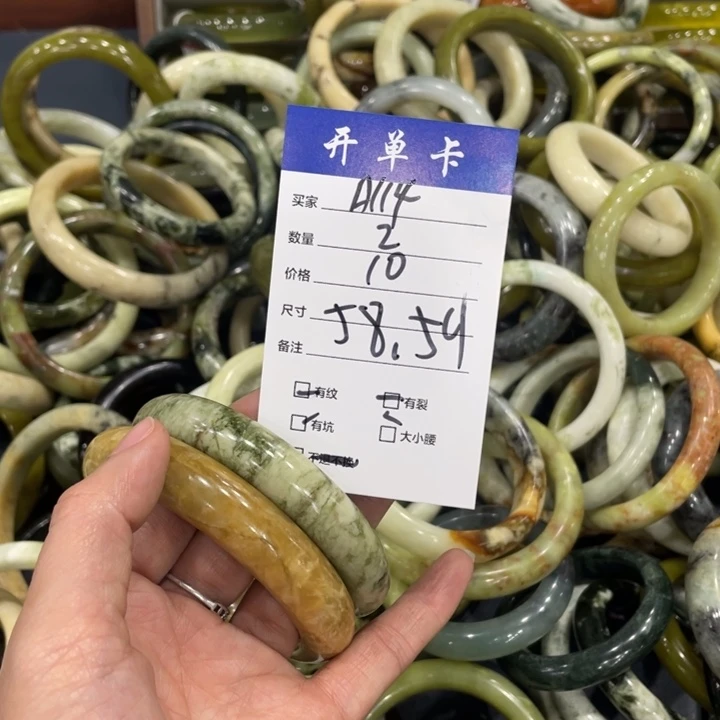 开单卡
买家 A114
数量 2
价格 10
尺寸 58.54
备注
有纹 有裂
有坑 大小腰